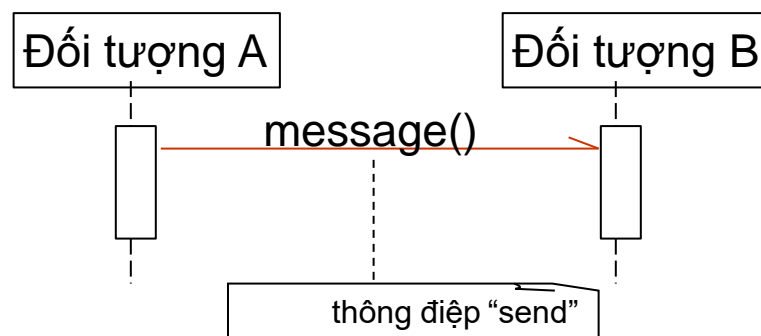 Đối tượng A
Đối tượng B
message()
thông điệp “send”